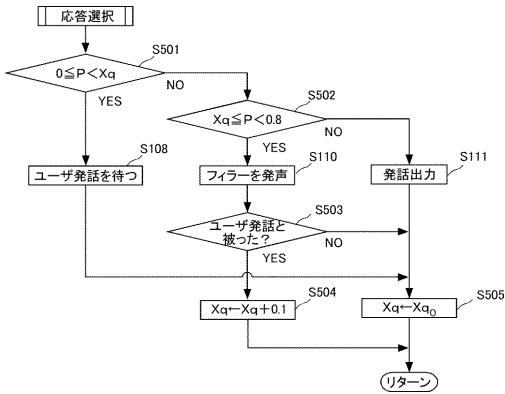 応答選択
S501
0≦P<Xq
NO
YES
S502
Xq≦P<0.8
NO
YES
S108
S110
S111
ユーザ発話を待つ
フィラーを発声
発話出力
S503
ユーザ発話と
被った?
NO
YES
S504
Xq←Xq+0.1
S505
Xq←Xq₀
リターン